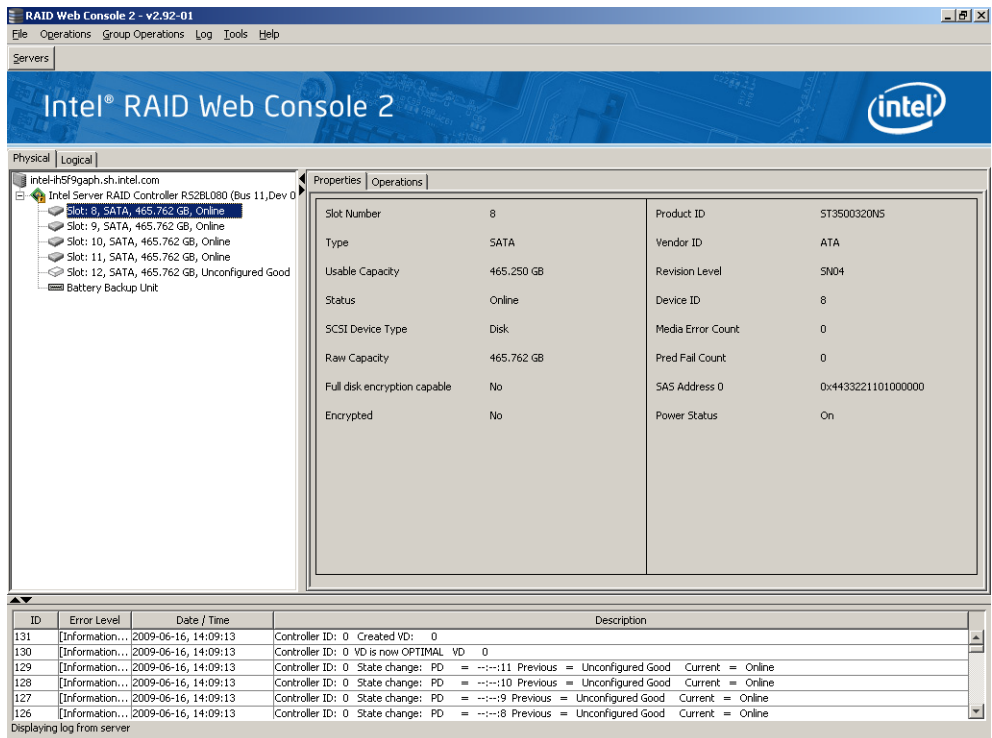 RAID Web Console 2 - v2.92-01
File Operations Group Operations Log Tools Help
Servers
Intel® RAID Web Console 2
intel
Physical Logical
intel-ih5f9gaph.sh.intel.com
Intel Server RAID Controller RS2BL080 (Bus 11,Dev 0
Slot: 8, SATA, 465.762 GB, Online
Slot: 9, SATA, 465.762 GB, Online
Slot: 10, SATA, 465.762 GB, Online
Slot: 11, SATA, 465.762 GB, Online
Slot: 12, SATA, 465.762 GB, Unconfigured Good
Battery Backup Unit
Properties Operations
Slot Number 8 Product ID ST3500320NS
Type SATA Vendor ID ATA
Usable Capacity 465.250 GB Revision Level SN04
Status Online Device ID 8
SCSI Device Type Disk Media Error Count 0
Raw Capacity 465.762 GB Pred Fail Count 0
Full disk encryption capable No SAS Address 0 0x4433221101000000
Encrypted No Power Status On
ID Error Level Date / Time Description
131 [Information... 2009-06-16, 14:09:13 Controller ID: 0 Created VD: 0
130 [Information... 2009-06-16, 14:09:13 Controller ID: 0 VD is now OPTIMAL VD 0
129 [Information... 2009-06-16, 14:09:13 Controller ID: 0 State change: PD = --:--:11 Previous = Unconfigured Good Current = Online
128 [Information... 2009-06-16, 14:09:13 Controller ID: 0 State change: PD = --:--:10 Previous = Unconfigured Good Current = Online
127 [Information... 2009-06-16, 14:09:13 Controller ID: 0 State change: PD = --:--:9 Previous = Unconfigured Good Current = Online
126 [Information... 2009-06-16, 14:09:13 Controller ID: 0 State change: PD = --:--:8 Previous = Unconfigured Good Current = Online
Displaying log from server